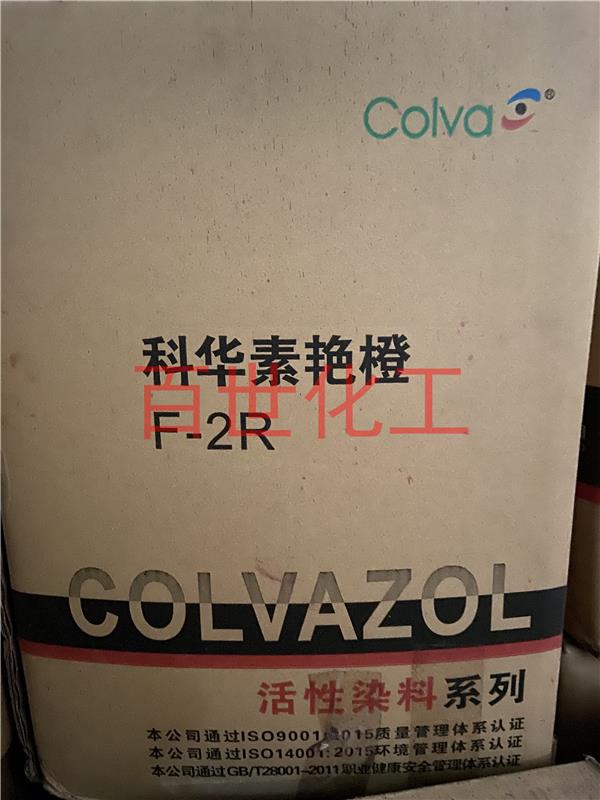 Colva®
科华素艳橙
百世化工
F-2R
COLVAZOL
活性染料系列
本公司通过ISO9001:2015质量管理体系认证
本公司通过ISO14001:2015环境管理体系认证
本公司通过GB/T28001-2011职业健康安全管理体系认证